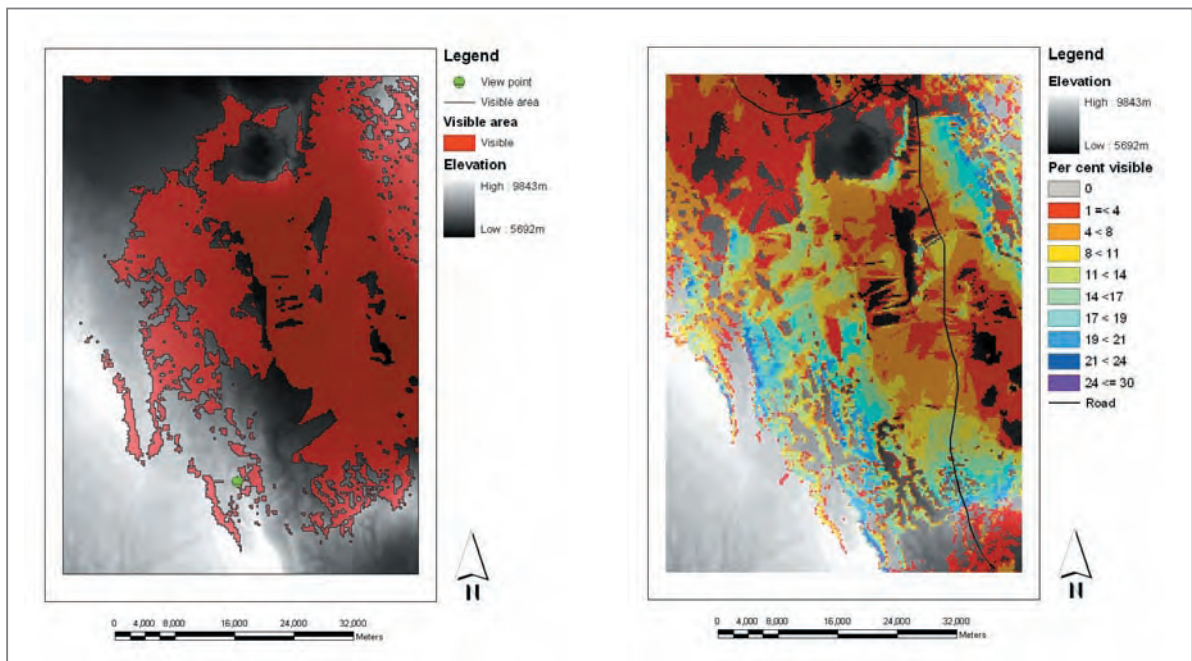 Legend
View point
Visible area
Visible area
Visible
Elevation
High : 9843m
Low : 5692m
N
0 4,000 8,000 16,000 24,000 32,000
Meters
Legend
Elevation
High : 9843m
Low : 5692m
Per cent visible
0
1 =< 4
4 < 8
8 < 11
11 < 14
14 <17
17 < 19
19 < 21
21 < 24
24 <= 30
Road
N
0 4,000 8,000 16,000 24,000 32,000
Meters